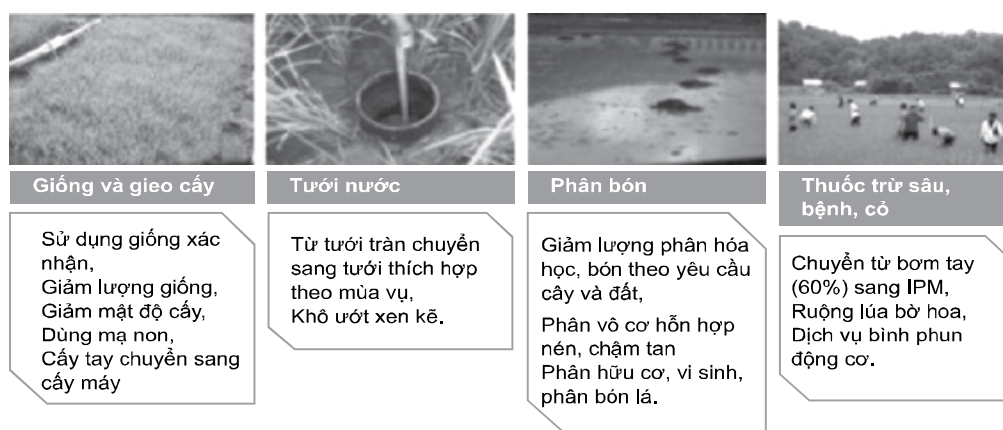 Giống và gieo cấy
Sử dụng giống xác
nhận,
Giảm lượng giống,
Giảm mật độ cấy,
Dùng mạ non,
Cấy tay chuyển sang
cấy máy
Tưới nước
Từ tưới tràn chuyển
sang tưới thích hợp
theo mùa vụ,
Khô ướt xen kẽ.
Phân bón
Giảm lượng phân hóa
học, bón theo yêu cầu
cây và đất,
Phân vô cơ hỗn hợp
nén, chậm tan
Phân hữu cơ, vi sinh,
phân bón lá.
Thuốc trừ sâu,
bệnh, cỏ
Chuyển từ bơm tay
(60%) sang IPM,
Ruộng lúa bờ hoa,
Dịch vụ bình phun
động cơ.